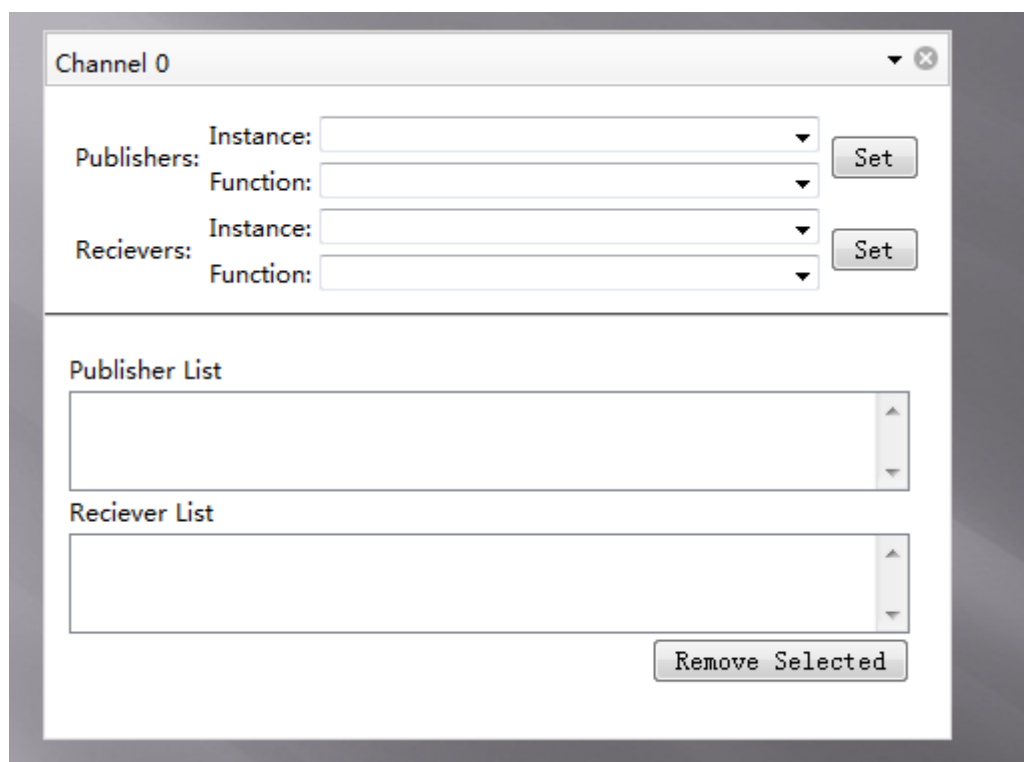 Channel 0
Publishers:
Instance:
Function:
Set
Recievers:
Instance:
Function:
Set
Publisher List
Reciever List
Remove Selected